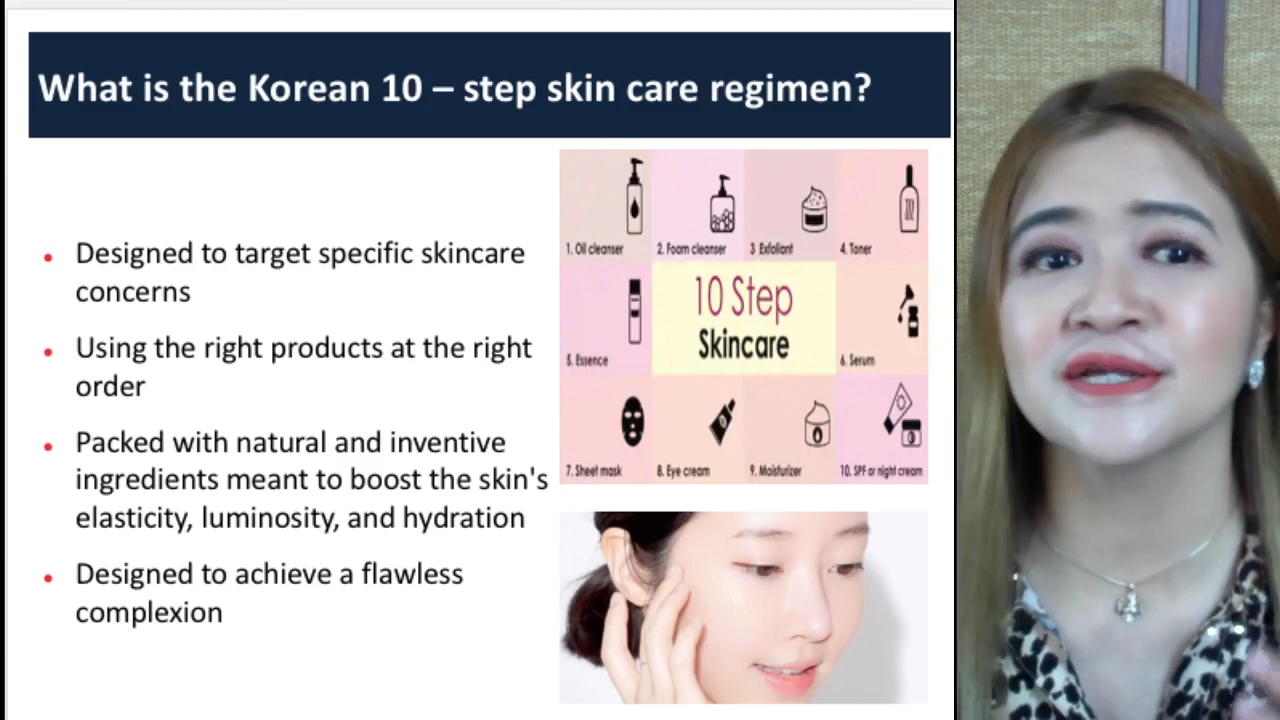 What is the Korean 10 – step skin care regimen?
Designed to target specific skincare
concerns
Using the right products at the right
order
Packed with natural and inventive
ingredients meant to boost the skin's
elasticity, luminosity, and hydration
Designed to achieve a flawless
complexion
1. Oil cleanser
2. Foam cleanser
3 Exfoliant
4. Toner
5. Essence
10 Step
Skincare
6. Serum
7. Sheet mask
8. Eye cream
9. Moisturizer
10. SPF or night cream